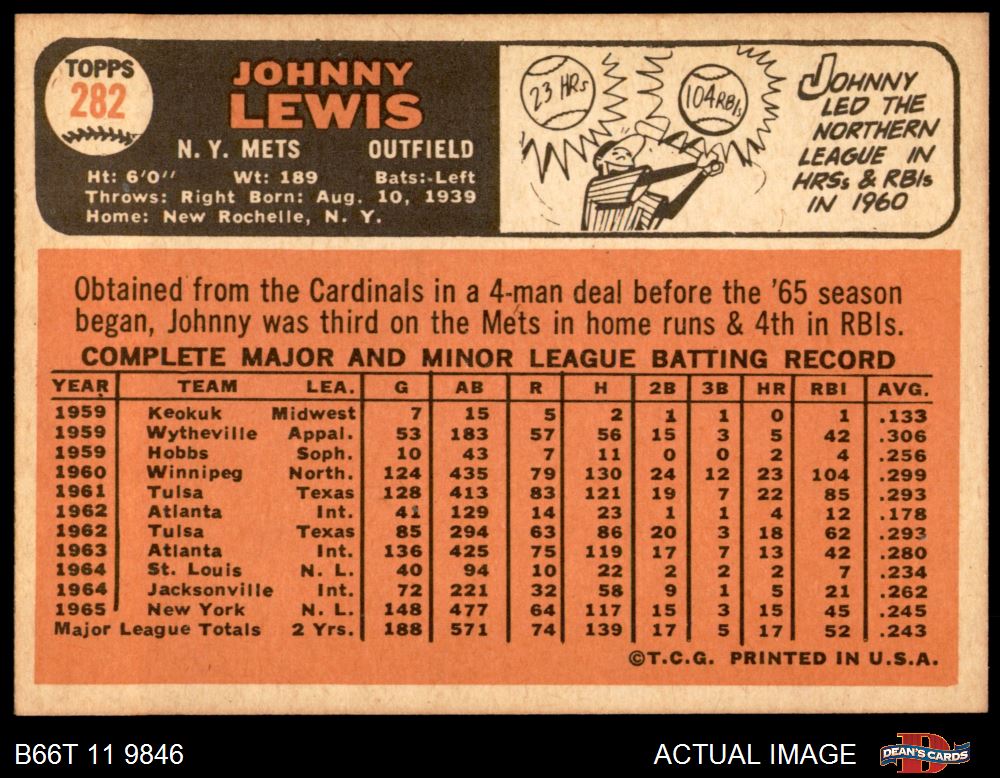 TOPPS
282
JOHNNY
LEWIS
N. Y. METS OUTFIELD
Ht: 6'0" Wt: 189 Bats: Left
Throws: Right Born: Aug. 10, 1939
Home: New Rochelle, N. Y.
23 HRs
104 RBIs
JOHNNY
LED THE
NORTHERN
LEAGUE IN
HRSs & RBIs
IN 1960
Obtained from the Cardinals in a 4-man deal before the '65 season
began, Johnny was third on the Mets in home runs & 4th in RBIs.
COMPLETE MAJOR AND MINOR LEAGUE BATTING RECORD
YEAR TEAM LEA. G AB R H 2B 3B HR RBI AVG.
1959 Keokuk Midwest 7 15 5 2 1 1 0 1 .133
1959 Wytheville Appal. 53 183 57 56 15 3 5 42 .306
1959 Hobbs Soph. 10 43 7 11 0 0 2 4 .256
1960 Winnipeg North. 124 435 79 130 24 12 23 104 .299
1961 Tulsa Texas 128 413 83 121 19 7 22 85 .293
1962 Atlanta Int. 41 129 14 23 1 1 4 12 .178
1962 Tulsa Texas 85 294 63 86 20 3 18 62 .293
1963 Atlanta Int. 136 425 75 119 17 7 13 42 .280
1964 St. Louis N. L. 40 94 10 22 2 2 2 7 .234
1964 Jacksonville Int. 72 221 32 58 9 1 5 21 .262
1965 New York N. L. 148 477 64 117 15 3 15 45 .245
Major League Totals 2 Yrs. 188 571 74 139 17 5 17 52 .243
©T.C.G. PRINTED IN U.S.A.
B66T 11 9846 ACTUAL IMAGE DEAN'S CARDS